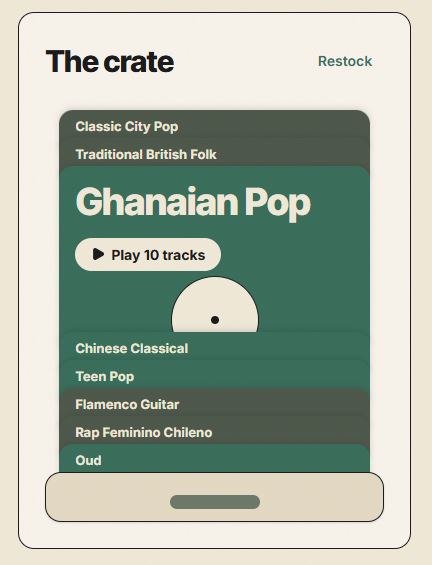 The crate
Restock
Classic City Pop
Traditional British Folk
Ghanaian Pop
Play 10 tracks
Chinese Classical
Teen Pop
Flamenco Guitar
Rap Feminino Chileno
Oud